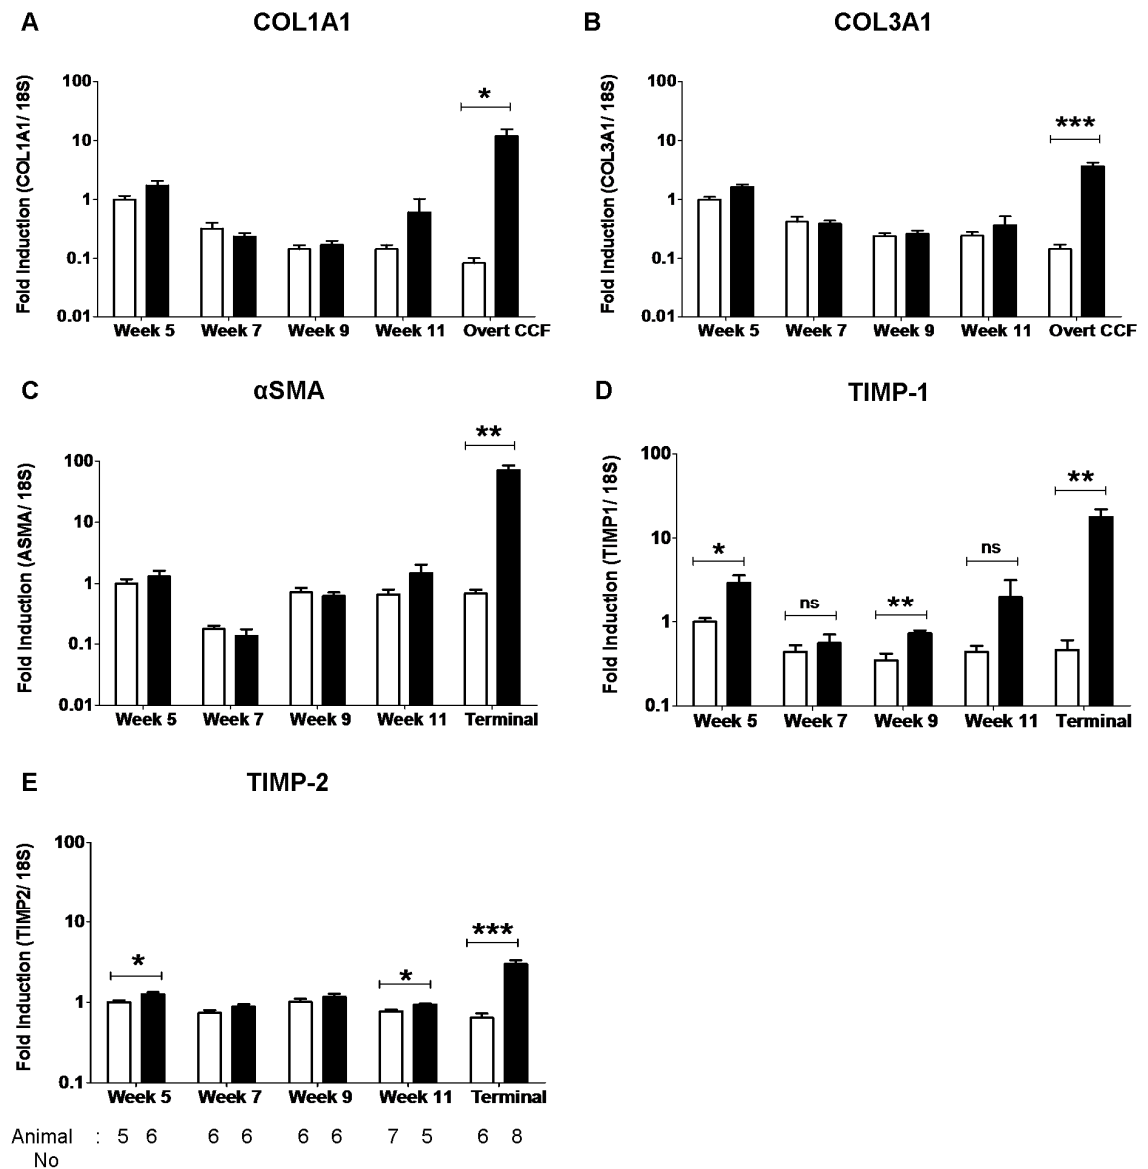 A COL1A1
Fold Induction (COL1A1/ 18S)
100
10
1
0.1
0.01
*
Week 5 Week 7 Week 9 Week 11 Overt CCF
B COL3A1
Fold Induction (COL3A1/ 18S)
100
10
1
0.1
0.01
***
Week 5 Week 7 Week 9 Week 11 Overt CCF
C αSMA
Fold Induction (ASMA/ 18S)
100
10
1
0.1
0.01
**
Week 5 Week 7 Week 9 Week 11 Terminal
D TIMP-1
Fold Induction (TIMP1/ 18S)
100
10
1
0.1
* ns ** ns **
Week 5 Week 7 Week 9 Week 11 Terminal
E TIMP-2
Fold Induction (TIMP2/ 18S)
100
10
1
0.1
* * ***
Week 5 Week 7 Week 9 Week 11 Terminal
Animal : 5 6 6 6 6 6 7 5 6 8
No